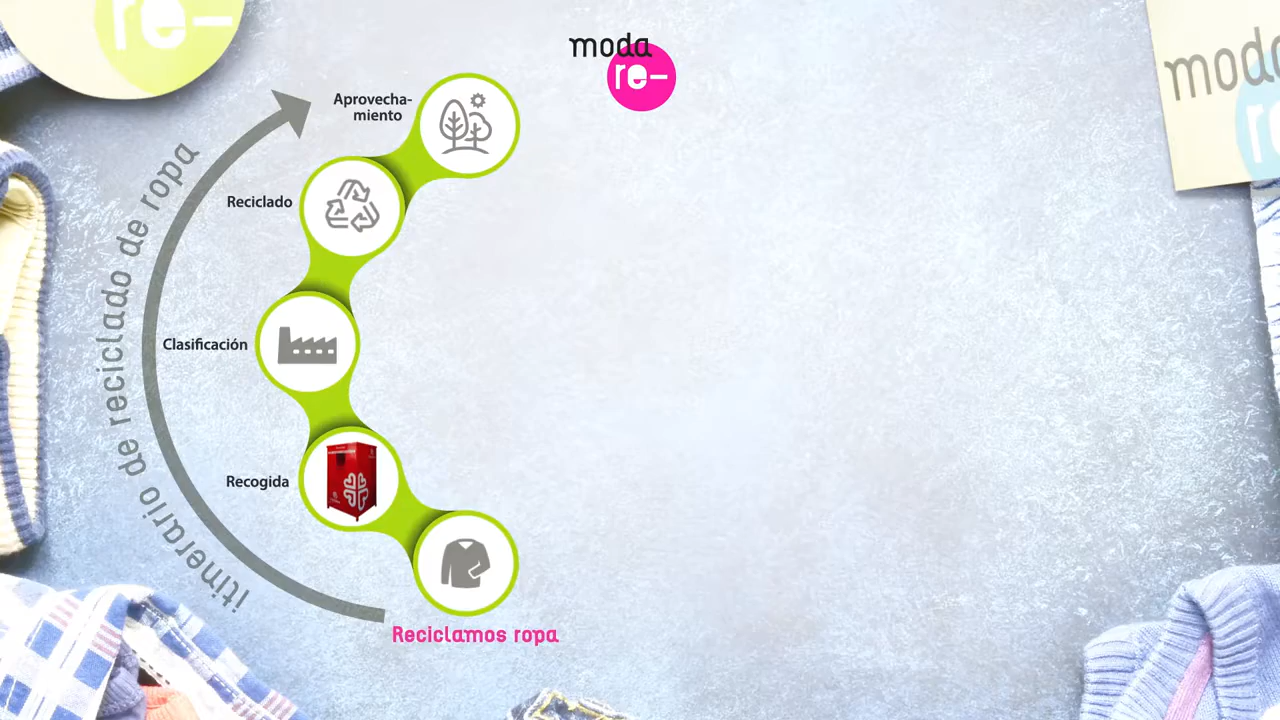 re-
moda
re-
moda
re-
Aprovecha-
miento
Reciclado
Clasificación
Recogida
itinerario de reciclado de ropa
Reciclamos ropa